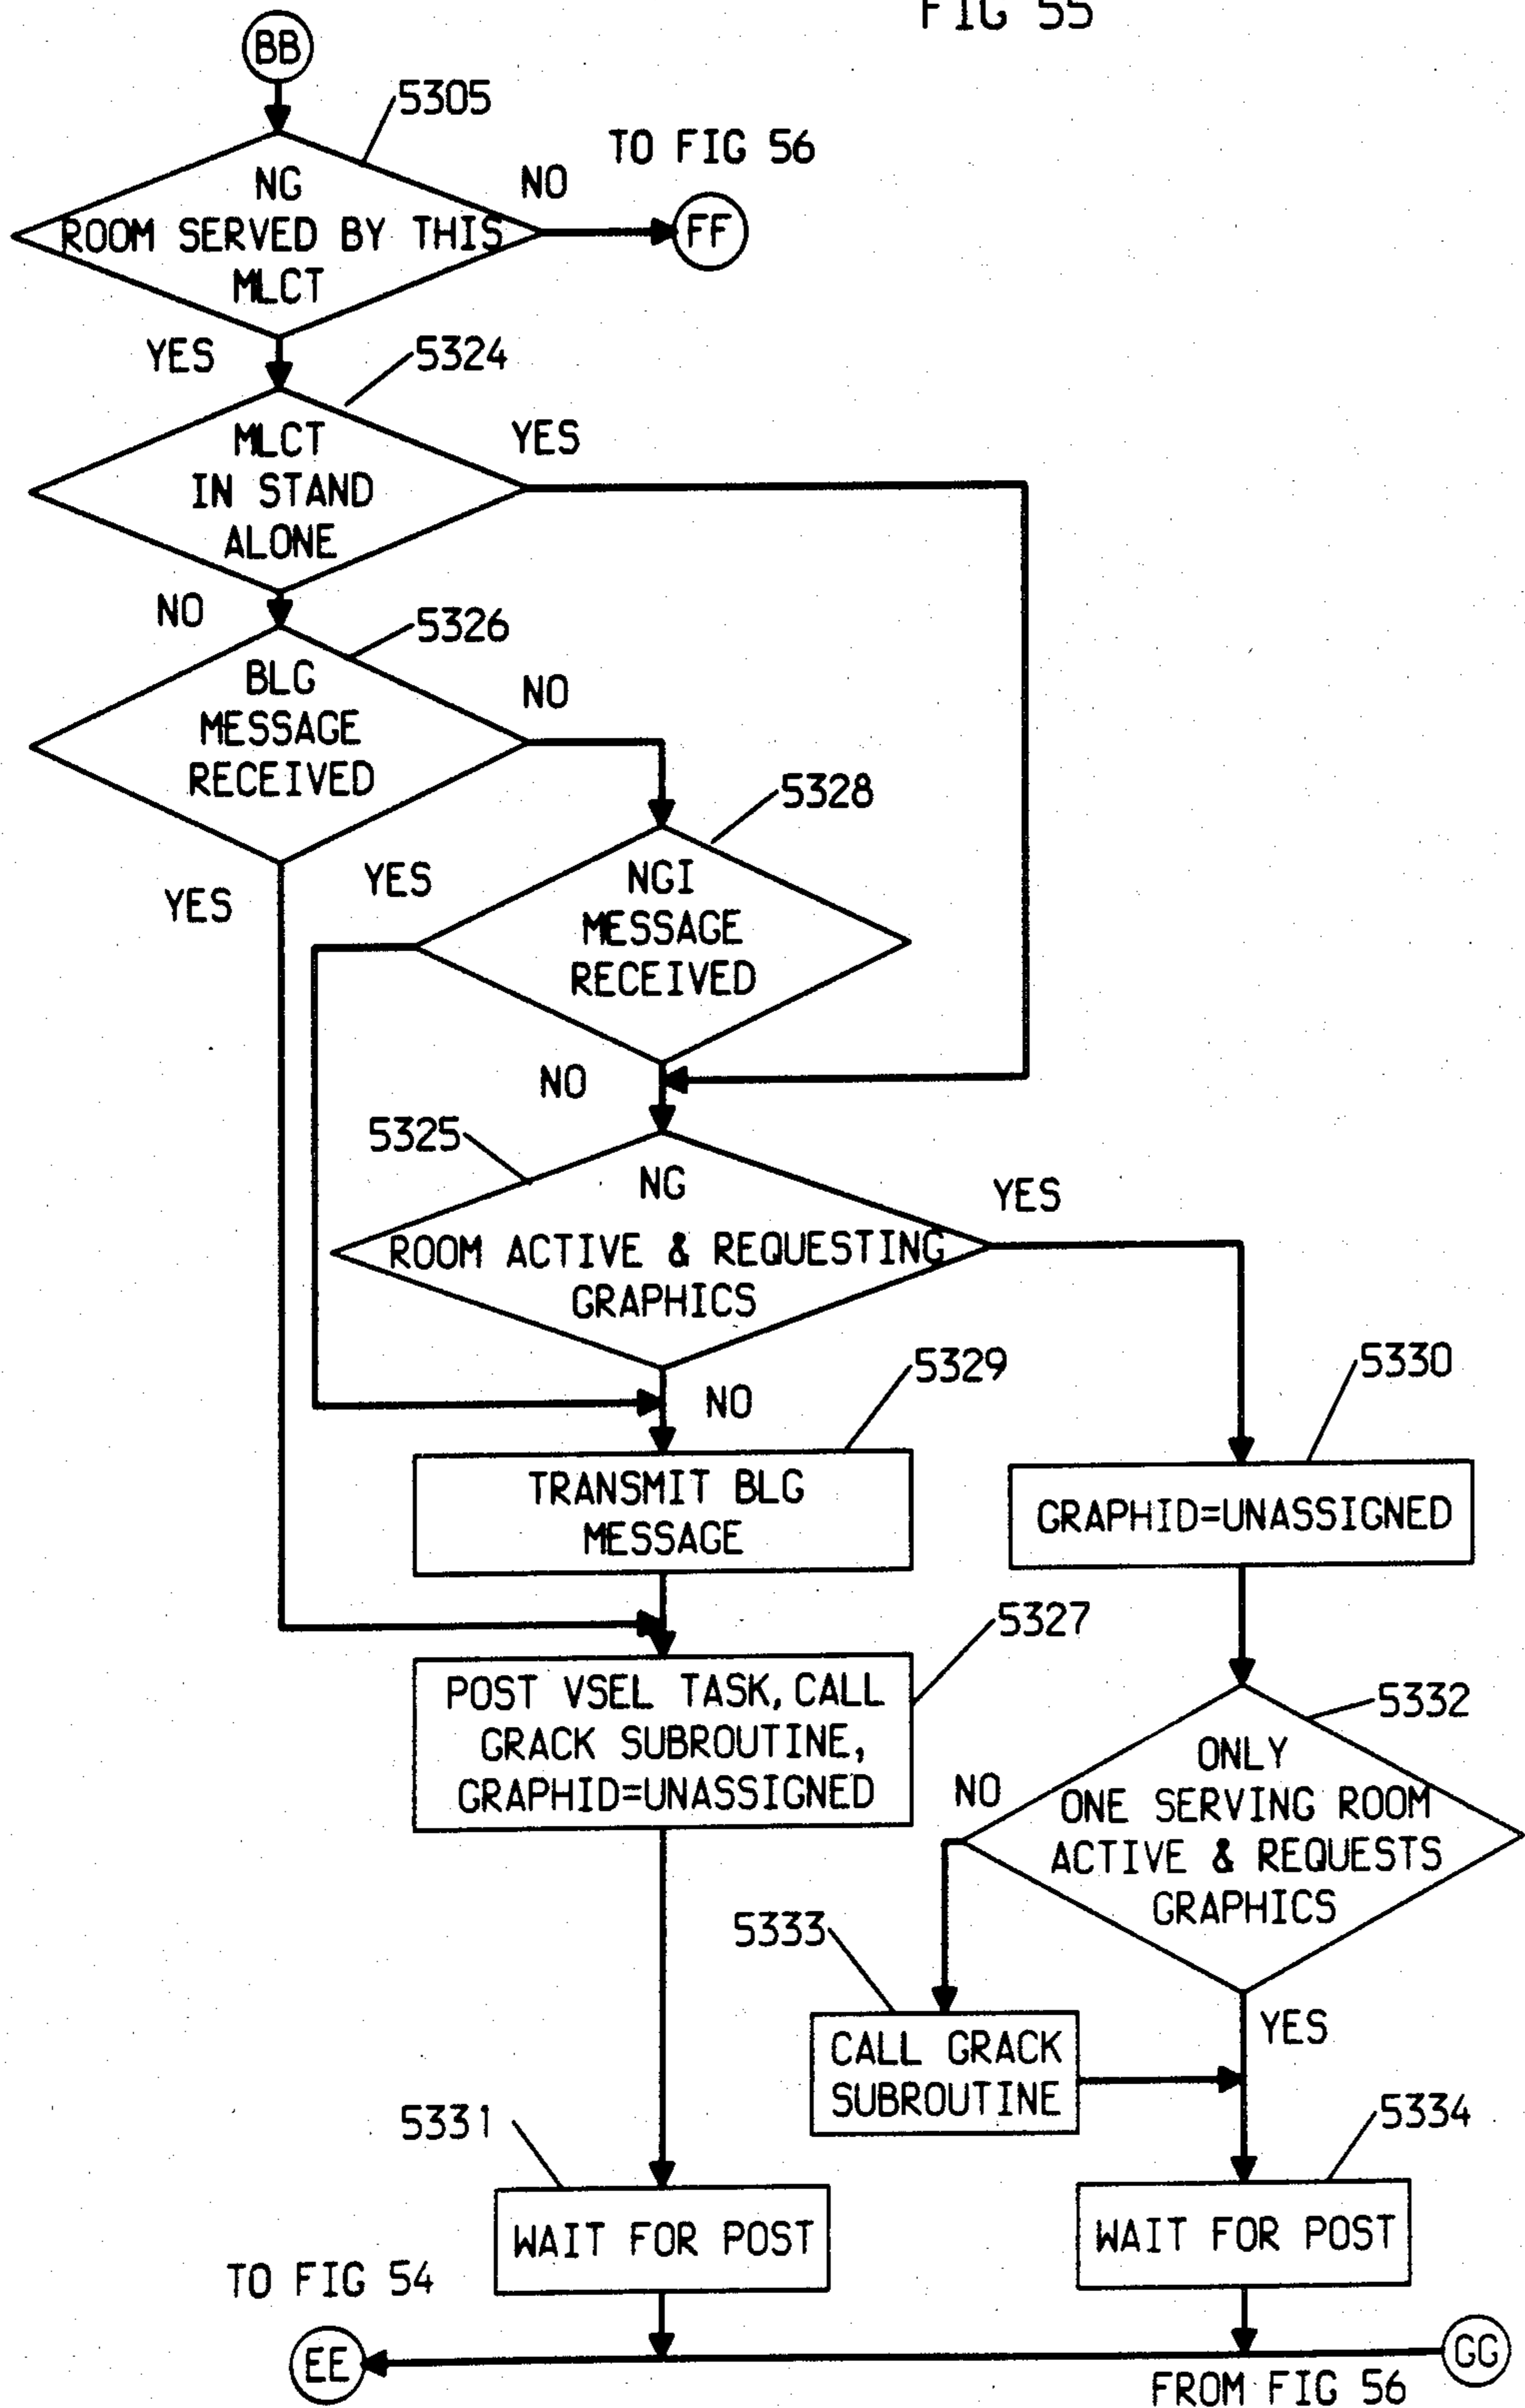 FIG 55
BB
5305
TO FIG 56
NG
ROOM SERVED BY THIS
MLCT
NO
FF
YES
5324
MLCT
IN STAND
ALONE
YES
NO
5326
BLG
MESSAGE
RECEIVED
NO
YES
5328
NGI
MESSAGE
RECEIVED
YES
NO
5325
NG
ROOM ACTIVE & REQUESTING
GRAPHICS
YES
NO
5329
TRANSMIT BLG
MESSAGE
5330
GRAPHID=UNASSIGNED
5327
POST VSEL TASK, CALL
GRACK SUBROUTINE,
GRAPHID=UNASSIGNED
5332
ONLY
ONE SERVING ROOM
ACTIVE & REQUESTS
GRAPHICS
NO
YES
5333
CALL GRACK
SUBROUTINE
5331
WAIT FOR POST
5334
WAIT FOR POST
TO FIG 54
EE
GG
FROM FIG 56